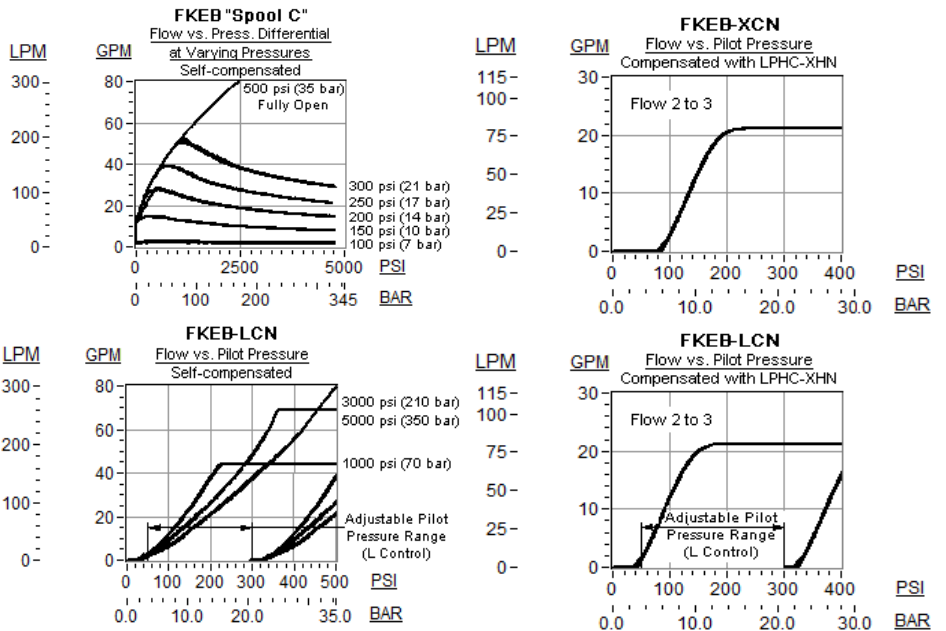 FKEB "Spool C"
Flow vs. Press. Differential
at Varying Pressures
Self-compensated
LPM GPM
300 80
60
200
40
100
20
0 0
500 psi (35 bar)
Fully Open
300 psi (21 bar)
250 psi (17 bar)
200 psi (14 bar)
150 psi (10 bar)
100 psi (7 bar)
0 2500 5000 PSI
0 100 200 345 BAR
FKEB-XCN
Flow vs. Pilot Pressure
Compensated with LPHC-XHN
LPM GPM
115 30
100
Flow 2 to 3
75 20
50
10
25
0 0
0 100 200 300 400 PSI
0.0 10.0 20.0 30.0 BAR
FKEB-LCN
Flow vs. Pilot Pressure
Self-compensated
LPM GPM
300 80
60
200
40
100
20
0 0
3000 psi (210 bar)
5000 psi (350 bar)
1000 psi (70 bar)
Adjustable Pilot
Pressure Range
(L Control)
0 100 200 300 400 500 PSI
0.0 10.0 20.0 35.0 BAR
FKEB-LCN
Flow vs. Pilot Pressure
Compensated with LPHC-XHN
LPM GPM
115 30
100
Flow 2 to 3
75 20
50
10
25
0 0
Adjustable Pilot
Pressure Range
(L Control)
0 100 200 300 400 PSI
0.0 10.0 20.0 30.0 BAR